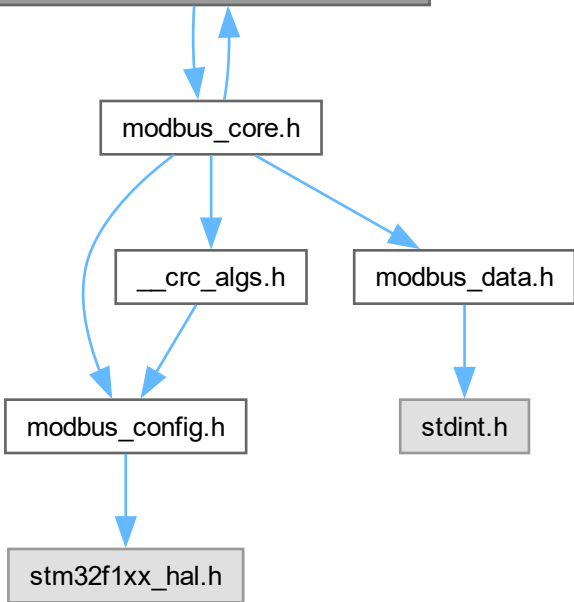 modbus_core.h
__crc_algs.h
modbus_data.h
modbus_config.h
stdint.h
stm32f1xx_hal.h